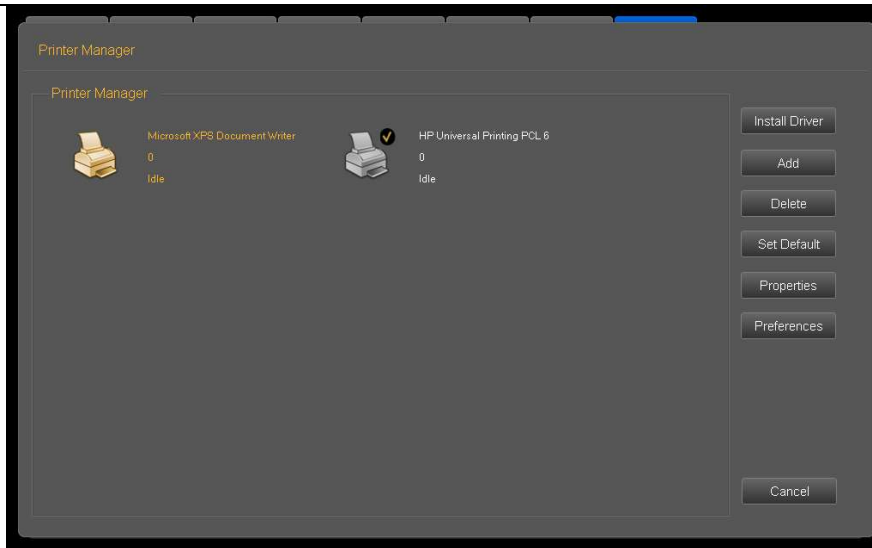 Printer Manager
Printer Manager
Microsoft XPS Document Writer
0
Idle
HP Universal Printing PCL 6
0
Idle
Install Driver
Add
Delete
Set Default
Properties
Preferences
Cancel